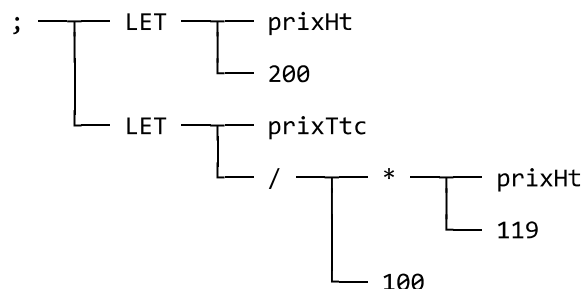 ; LET prixHt
200
LET prixTtc
/ * prixHt
119
100